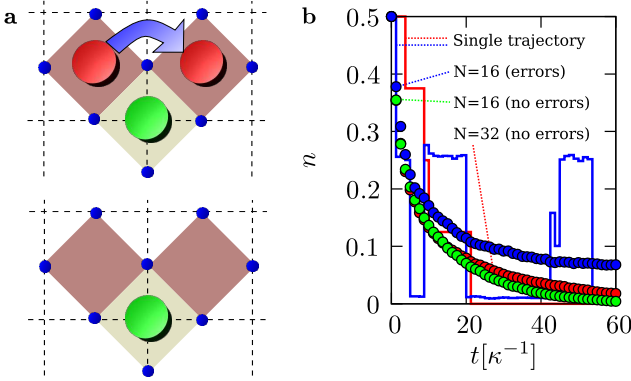 a
b
0.5
0.4
0.3
0.2
0.1
0
n
Single trajectory
N=16 (errors)
N=16 (no errors)
N=32 (no errors)
0 20 40 60
t[κ⁻¹]